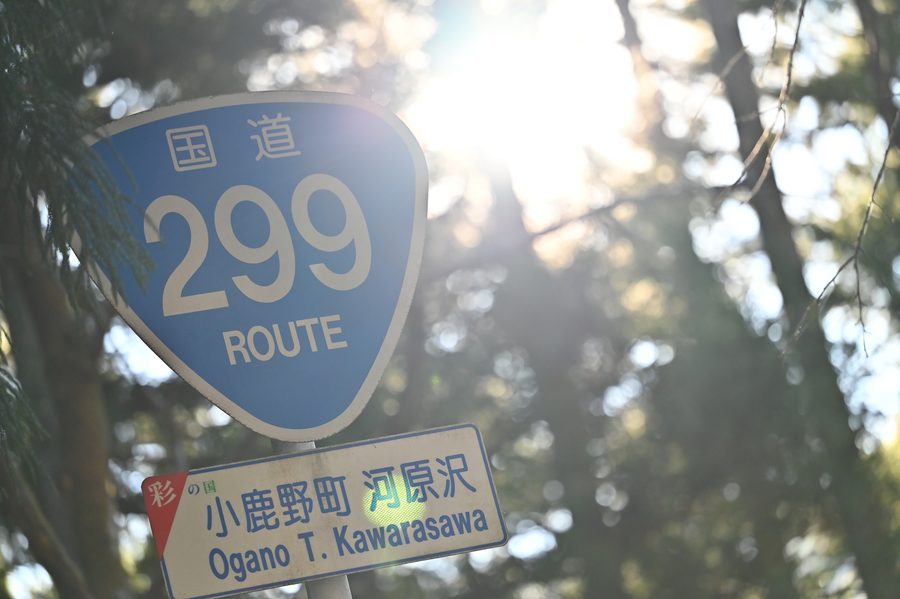 国道
299
ROUTE
彩の国
小鹿野町 河原沢
Ogano T. Kawarasawa